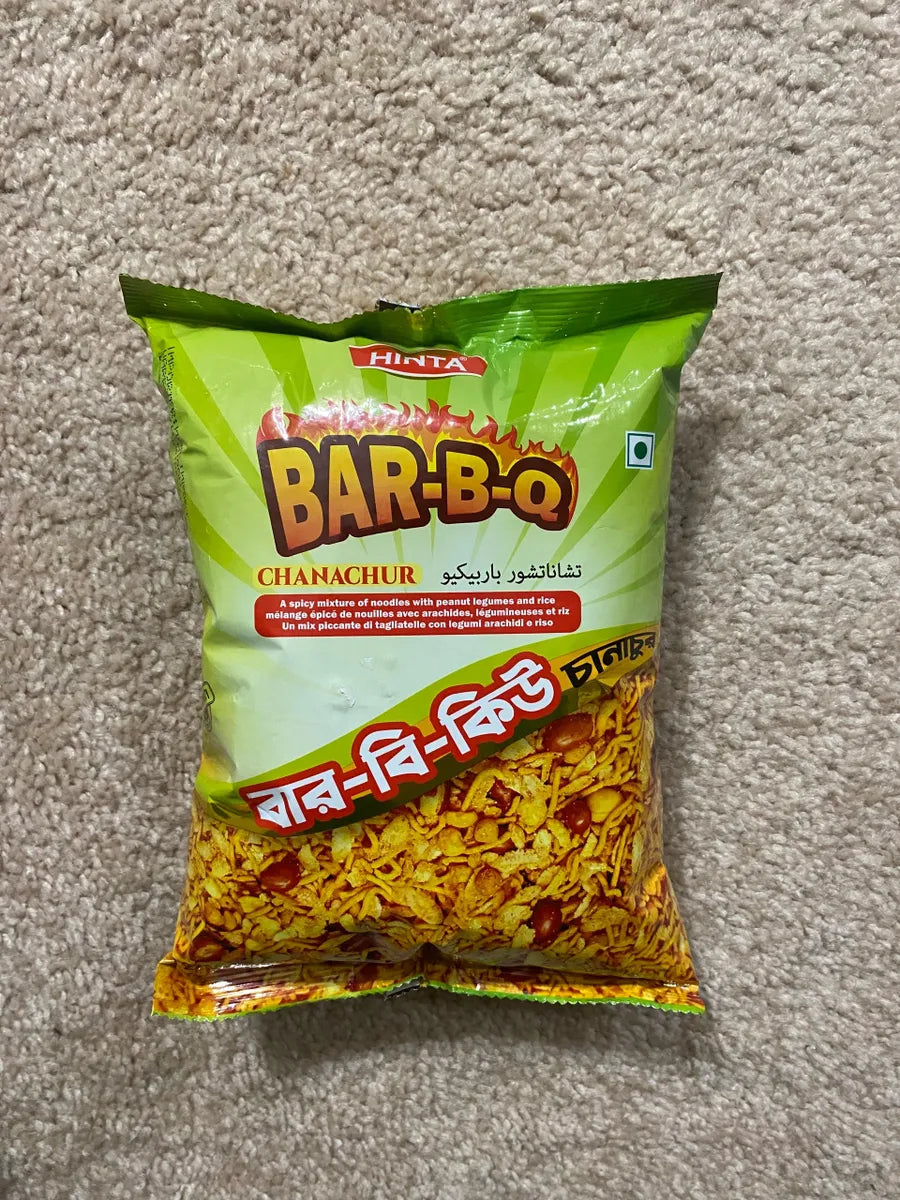 HINTA®
BAR-B-Q
CHANACHUR
تشاناتشور باربيكيو
A spicy mixture of noodles with peanut legumes and rice
mélange épicé de nouilles avec arachides, légumineuses et riz
Un mix piccante di tagliatelle con legumi arachidi e riso
বার-বি-কিউ
চানাচুর